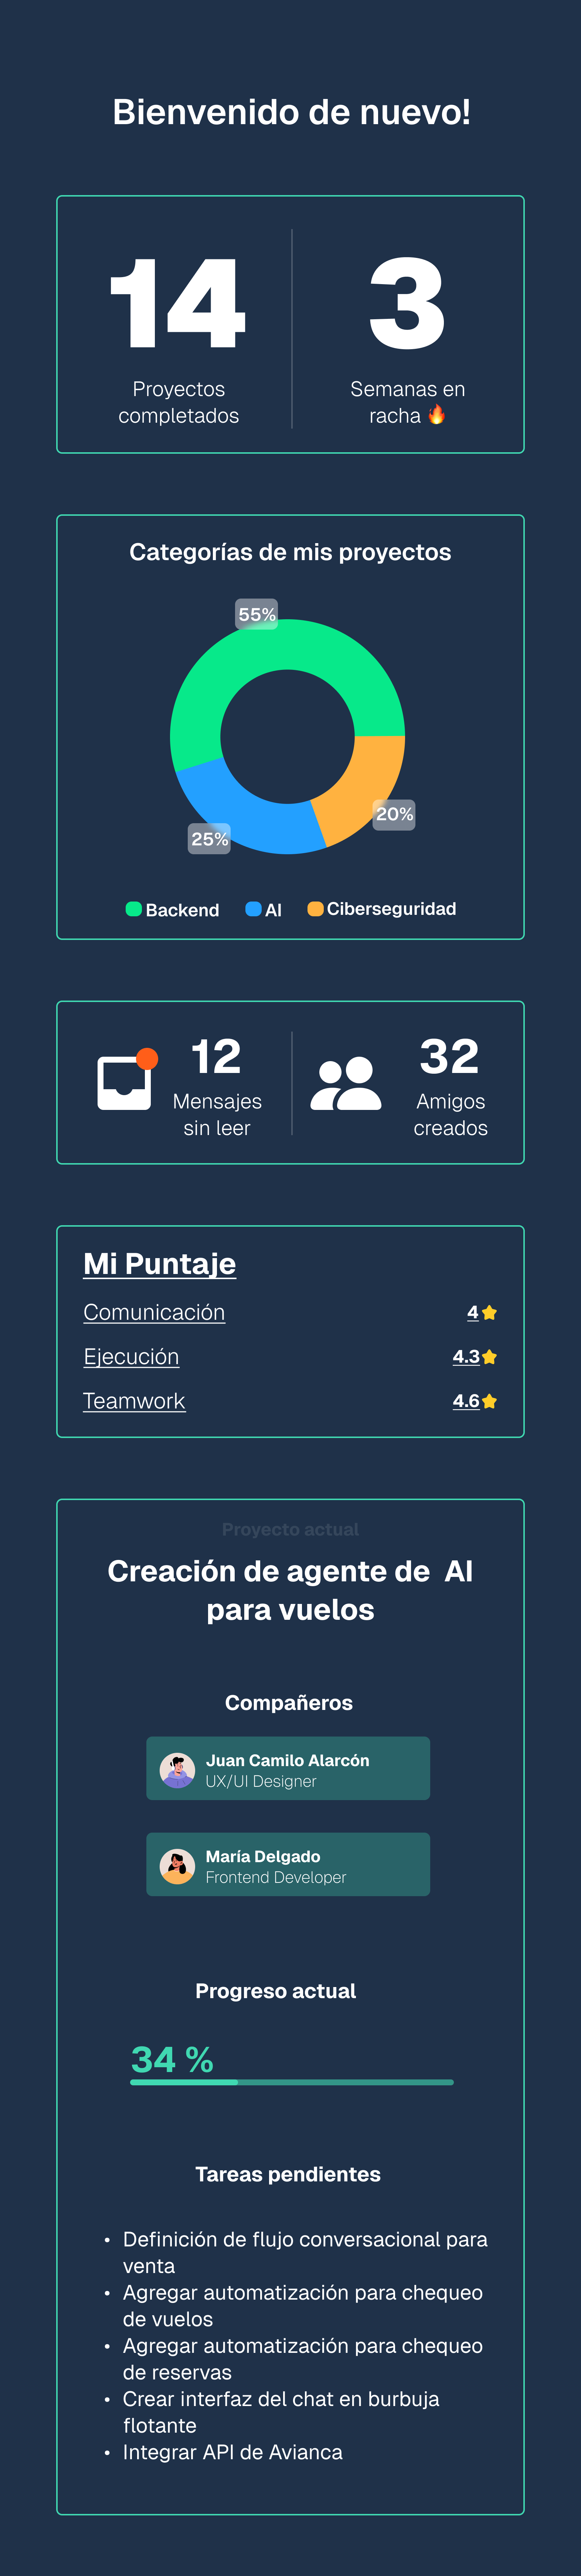 Bienvenido de nuevo!
14
Proyectos
completados
3
Semanas en
racha 🔥
Categorías de mis proyectos
55%
20%
25%
Backend
AI
Ciberseguridad
12
Mensajes
sin leer
32
Amigos
creados
Mi Puntaje
Comunicación 4
Ejecución 4.3
Teamwork 4.6
Proyecto actual
Creación de agente de  AI
para vuelos
Compañeros
Juan Camilo Alarcón
UX/UI Designer
María Delgado
Frontend Developer
Progreso actual
34 %
Tareas pendientes
• Definición de flujo conversacional para
venta
• Agregar automatización para chequeo
de vuelos
• Agregar automatización para chequeo
de reservas
• Crear interfaz del chat en burbuja
flotante
• Integrar API de Avianca